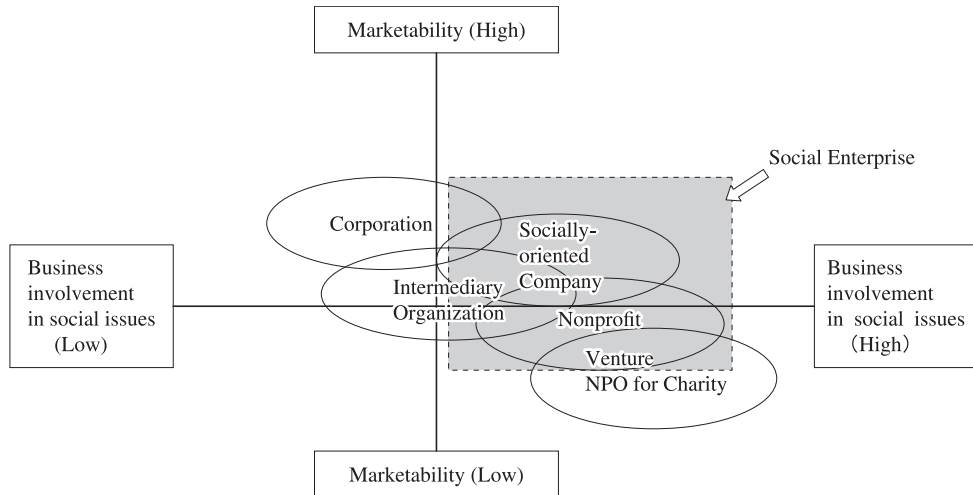 Marketability (High)
Social Enterprise
Corporation
Socially-
oriented
Company
Business
involvement
in social issues
(Low)
Intermediary
Organization
Business
involvement
in social issues
(High)
Nonprofit
Venture
NPO for Charity
Marketability (Low)